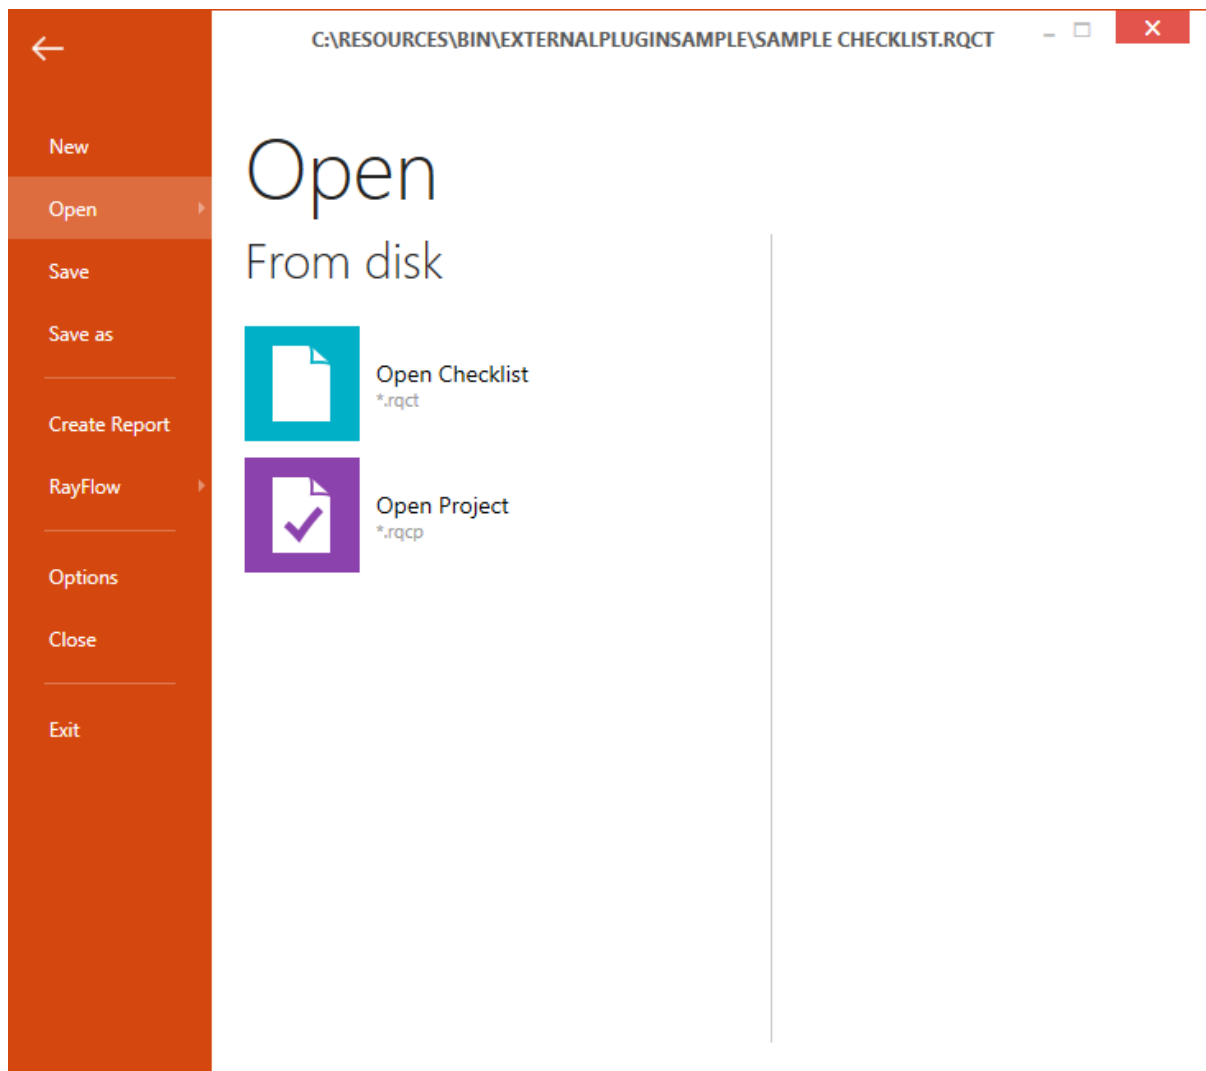 C:\RESOURCES\BIN\EXTERNALPLUGINSAMPLE\SAMPLE CHECKLIST.RQCT
New
Open
Save
Save as
Create Report
RayFlow
Options
Close
Exit
Open
From disk
Open Checklist
*.rqct
Open Project
*.rqcp